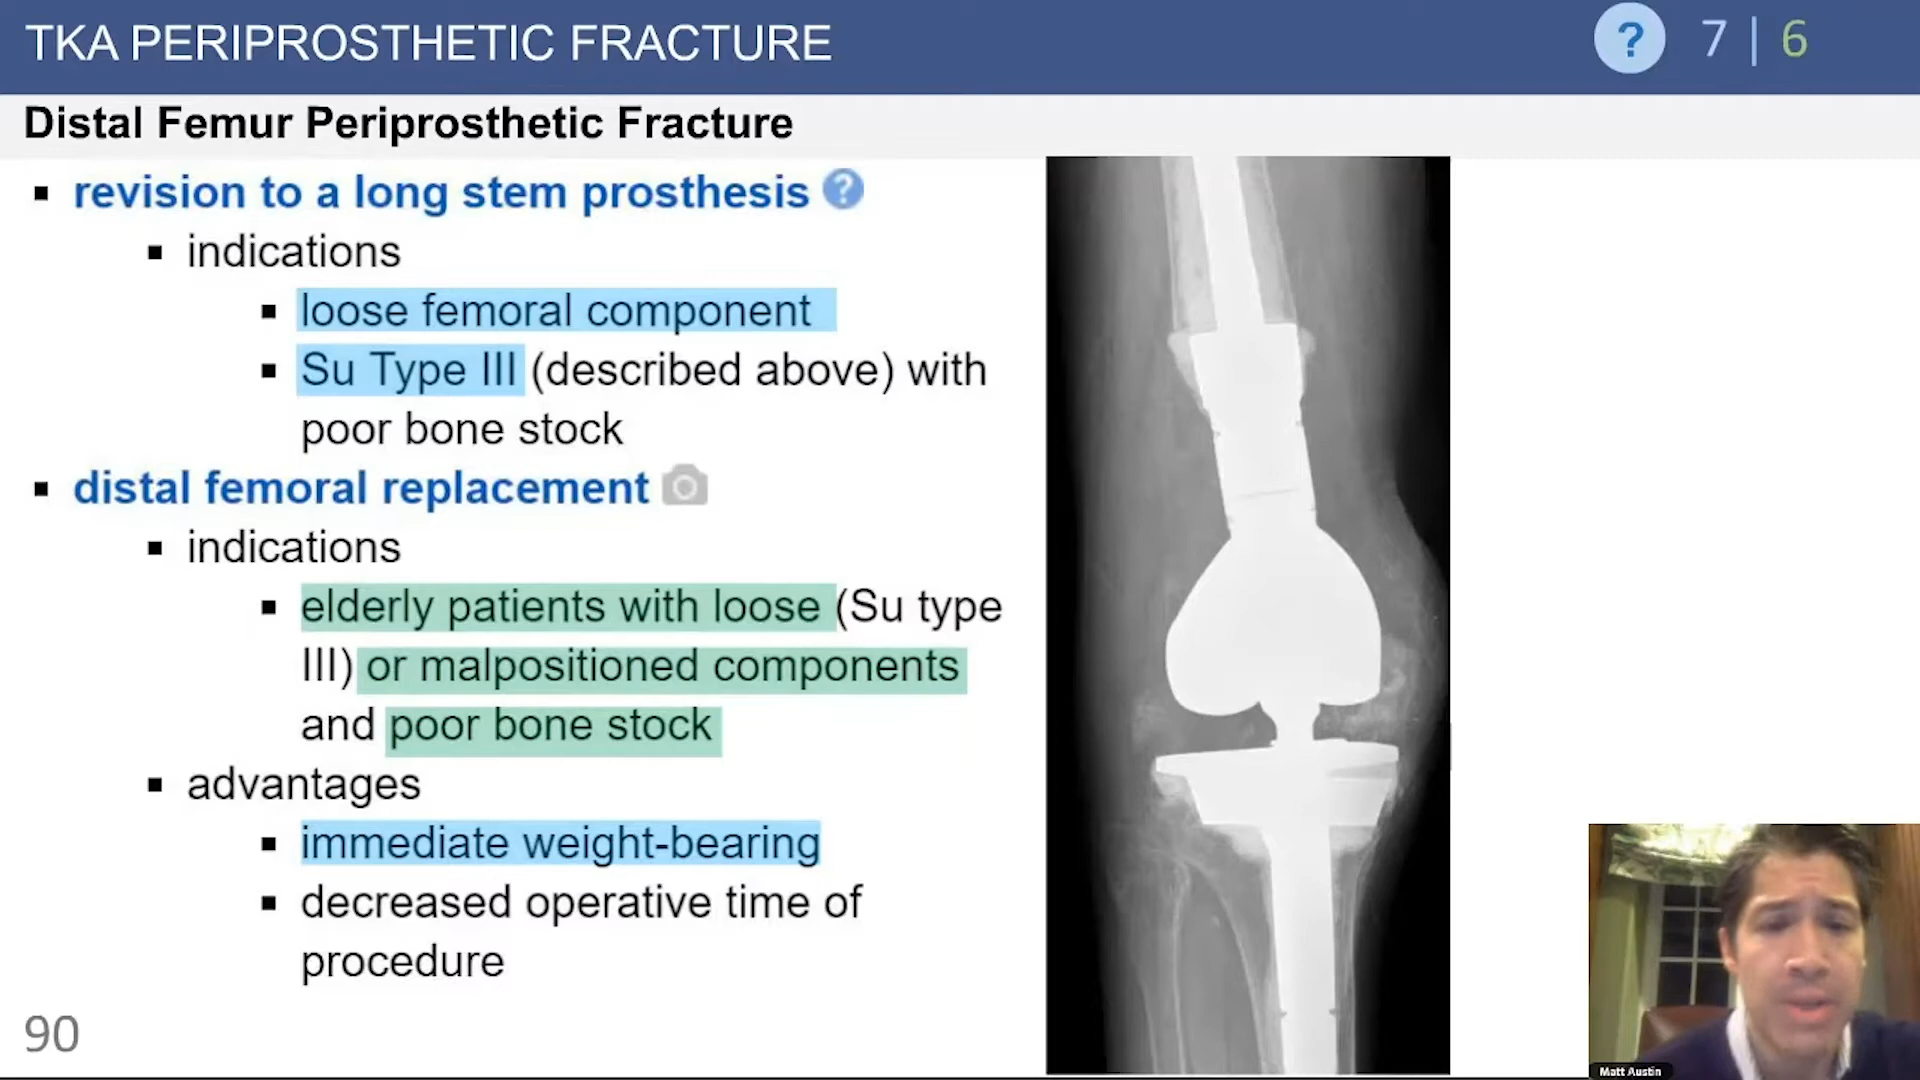 TKA PERIPROSTHETIC FRACTURE
? 7 | 6
Distal Femur Periprosthetic Fracture
▪ revision to a long stem prosthesis ?
▪ indications
▪ loose femoral component
▪ Su Type III (described above) with
poor bone stock
▪ distal femoral replacement
▪ indications
▪ elderly patients with loose (Su type
III) or malpositioned components
and poor bone stock
▪ advantages
▪ immediate weight-bearing
▪ decreased operative time of
procedure
90
Matt Austin